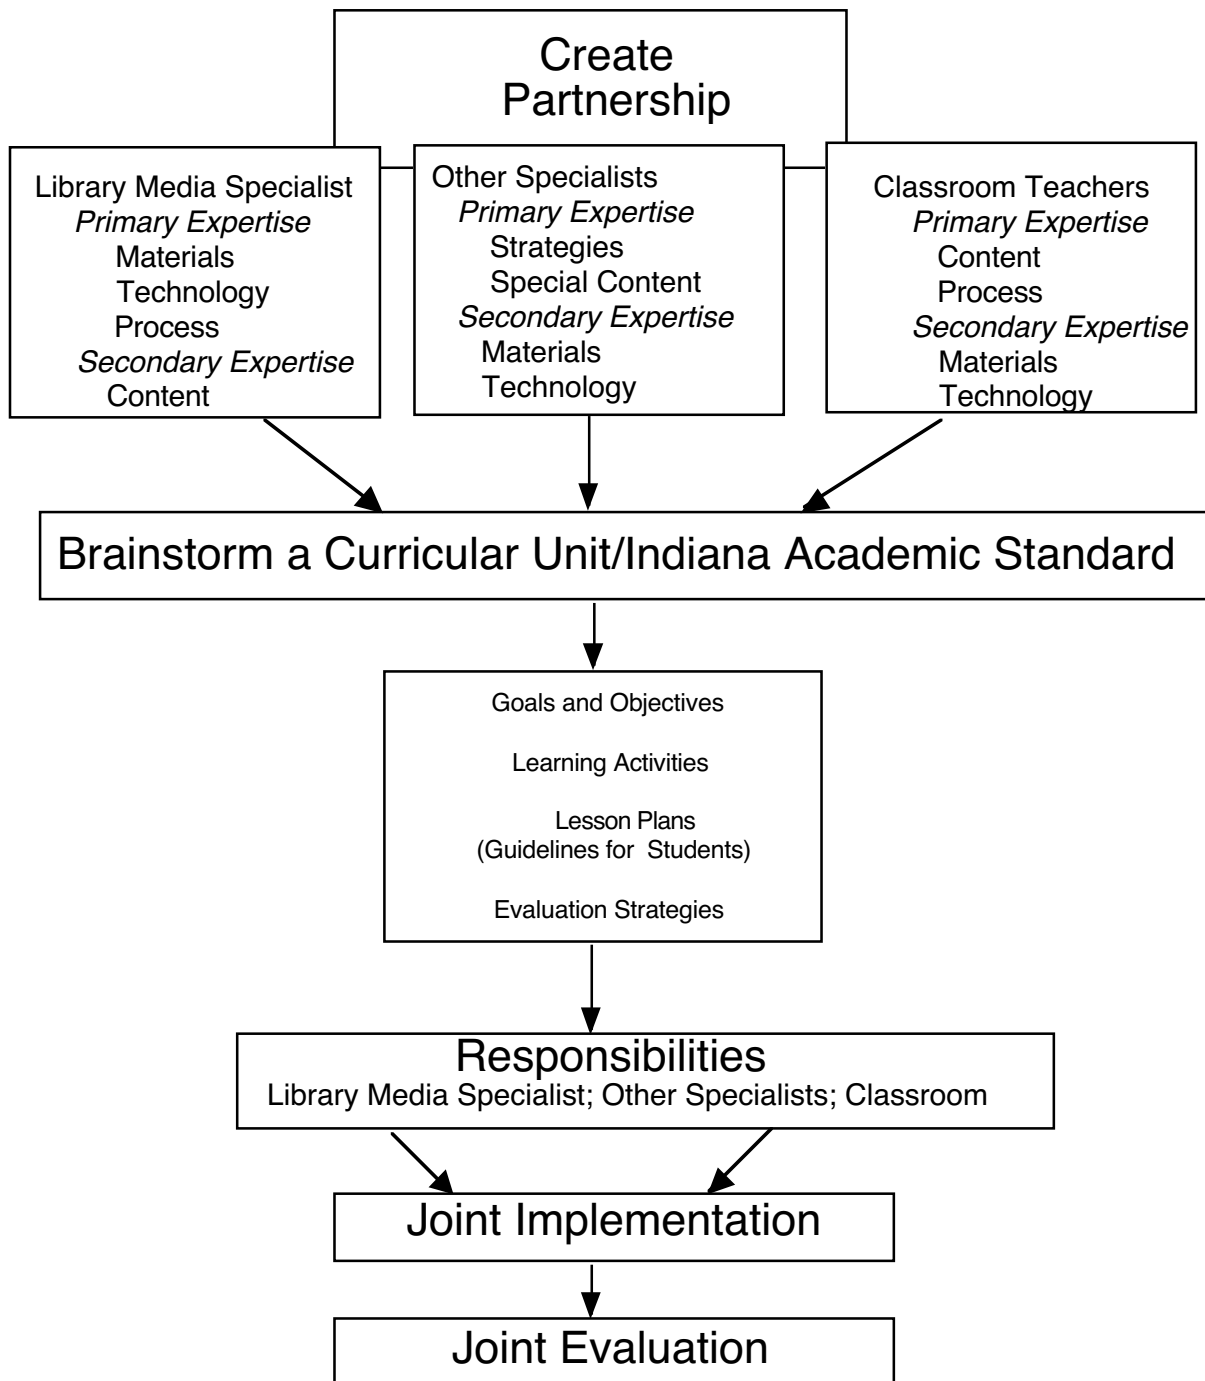 Create
Partnership
Library Media Specialist
Primary Expertise
Materials
Technology
Process
Secondary Expertise
Content
Other Specialists
Primary Expertise
Strategies
Special Content
Secondary Expertise
Materials
Technology
Classroom Teachers
Primary Expertise
Content
Process
Secondary Expertise
Materials
Technology
Brainstorm a Curricular Unit/Indiana Academic Standard
Goals and Objectives
Learning Activities
Lesson Plans
(Guidelines for Students)
Evaluation Strategies
Responsibilities
Library Media Specialist; Other Specialists; Classroom
Joint Implementation
Joint Evaluation